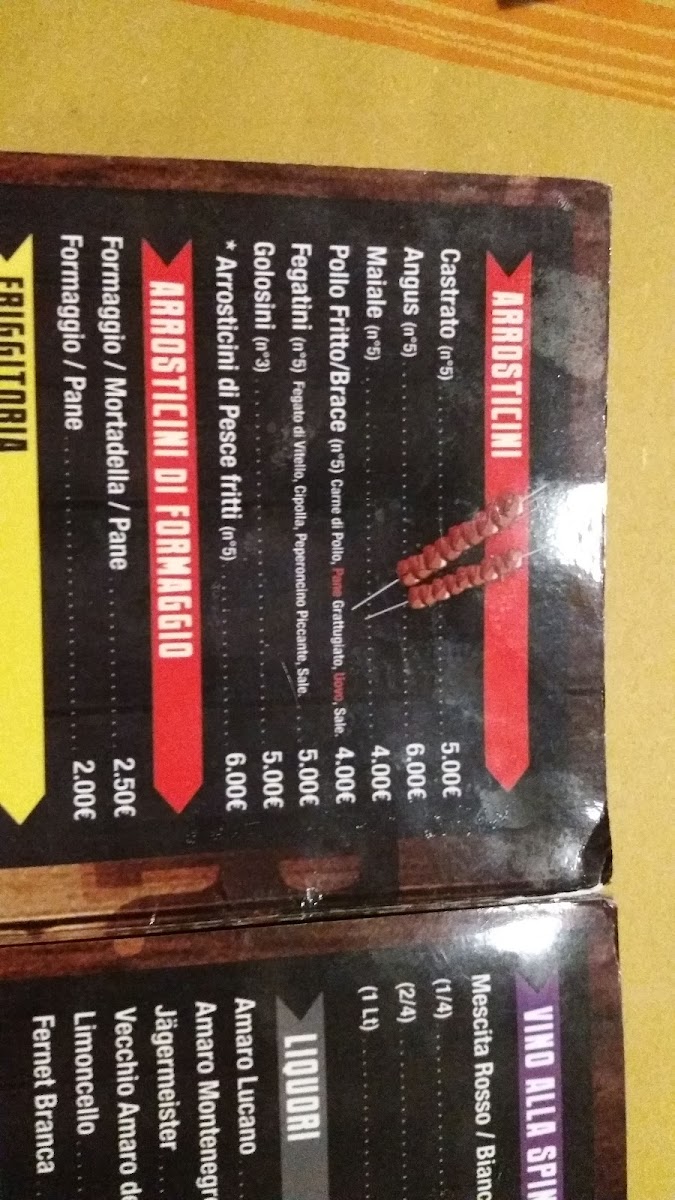 ARROSTICINI
Castrato (n°5) 5.00€
Angus (n°5) 6.00€
Maiale (n°5) 4.00€
Pollo Fritto/Brace (n°5) Carne di Pollo, Pane Grattugiato, Uovo, Sale. 4.00€
Fegatini (n°5) Fegato di Vitello, Cipolla, Peperoncino Piccante, Sale. 5.00€
Golosini (n°3) 5.00€
* Arrosticini di Pesce fritti (n°5) 6.00€
ARROSTICINI DI FORMAGGIO
Formaggio / Mortadella / Pane 2.50€
Formaggio / Pane 2.00€
FRIGGITORIA
VINO ALLA SPIN
Mescita Rosso / Bianc
(1/4)
(2/4)
(1 Lt)
LIQUORI
Amaro Lucano
Amaro Montenegr
Jägermeister
Vecchio Amaro de
Limoncello
Fernet Branca